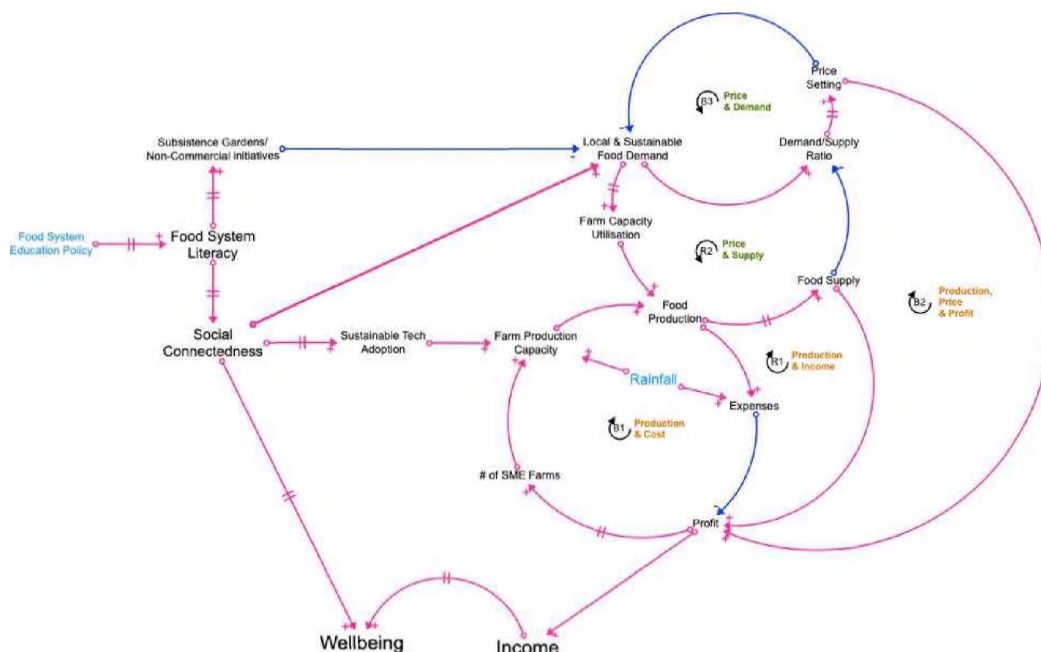 Price
Setting
B3
Price
& Demand
Subsistence Gardens/
Non-Commercial initiatives
Local & Sustainable
Food Demand
Demand/Supply
Ratio
Farm Capacity
Utilisation
Food System
Education Policy
Food System
Literacy
R2
Price
& Supply
Food Supply
B2
Production,
Price
& Profit
Food
Production
Social
Connectedness
Sustainable Tech
Adoption
Farm Production
Capacity
R1
Production
& Income
Rainfall
Expenses
B1
Production
& Cost
# of SME Farms
Profit
Wellbeing
Income